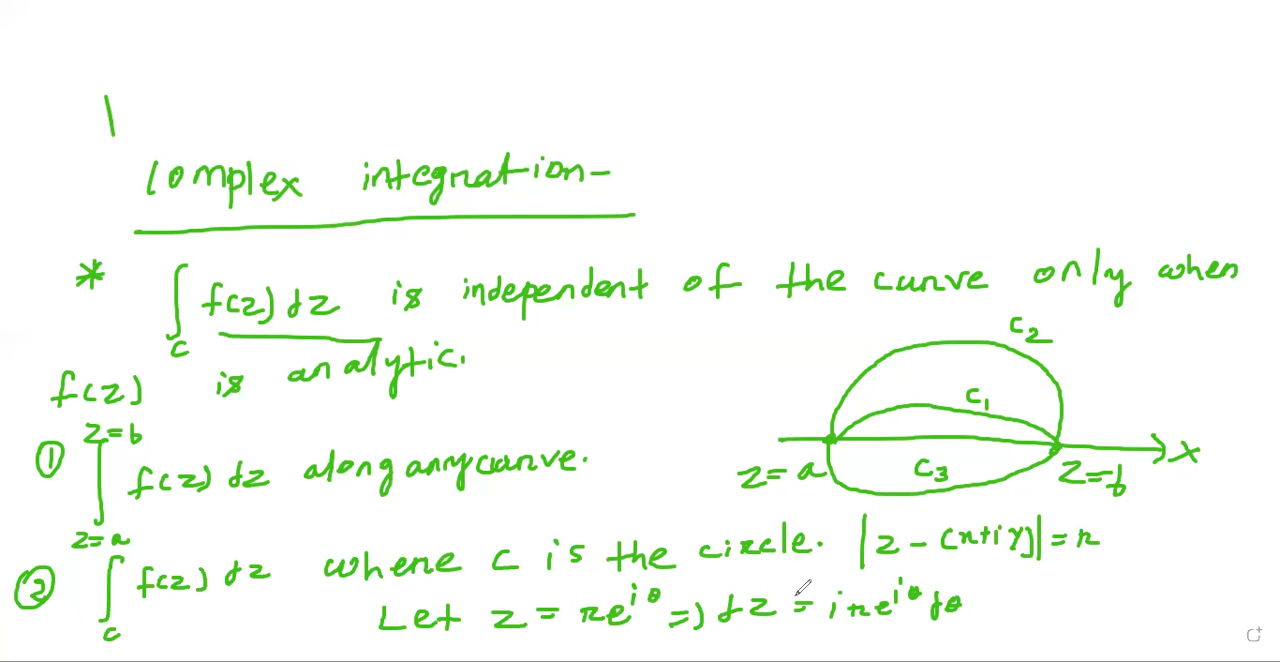 Complex integration-
* ∫_C f(z) dz is independent of the curve only when
f(z) is analytic.
① ∫_{z=a}^{z=b} f(z) dz along any curve.
C₂
C₁
C₃
z=a
z=b
X
② ∫_C f(z) dz where C is the circle. |z-(x+iy)|=r
Let z = re^{iθ} => dz = ire^{iθ} dθ